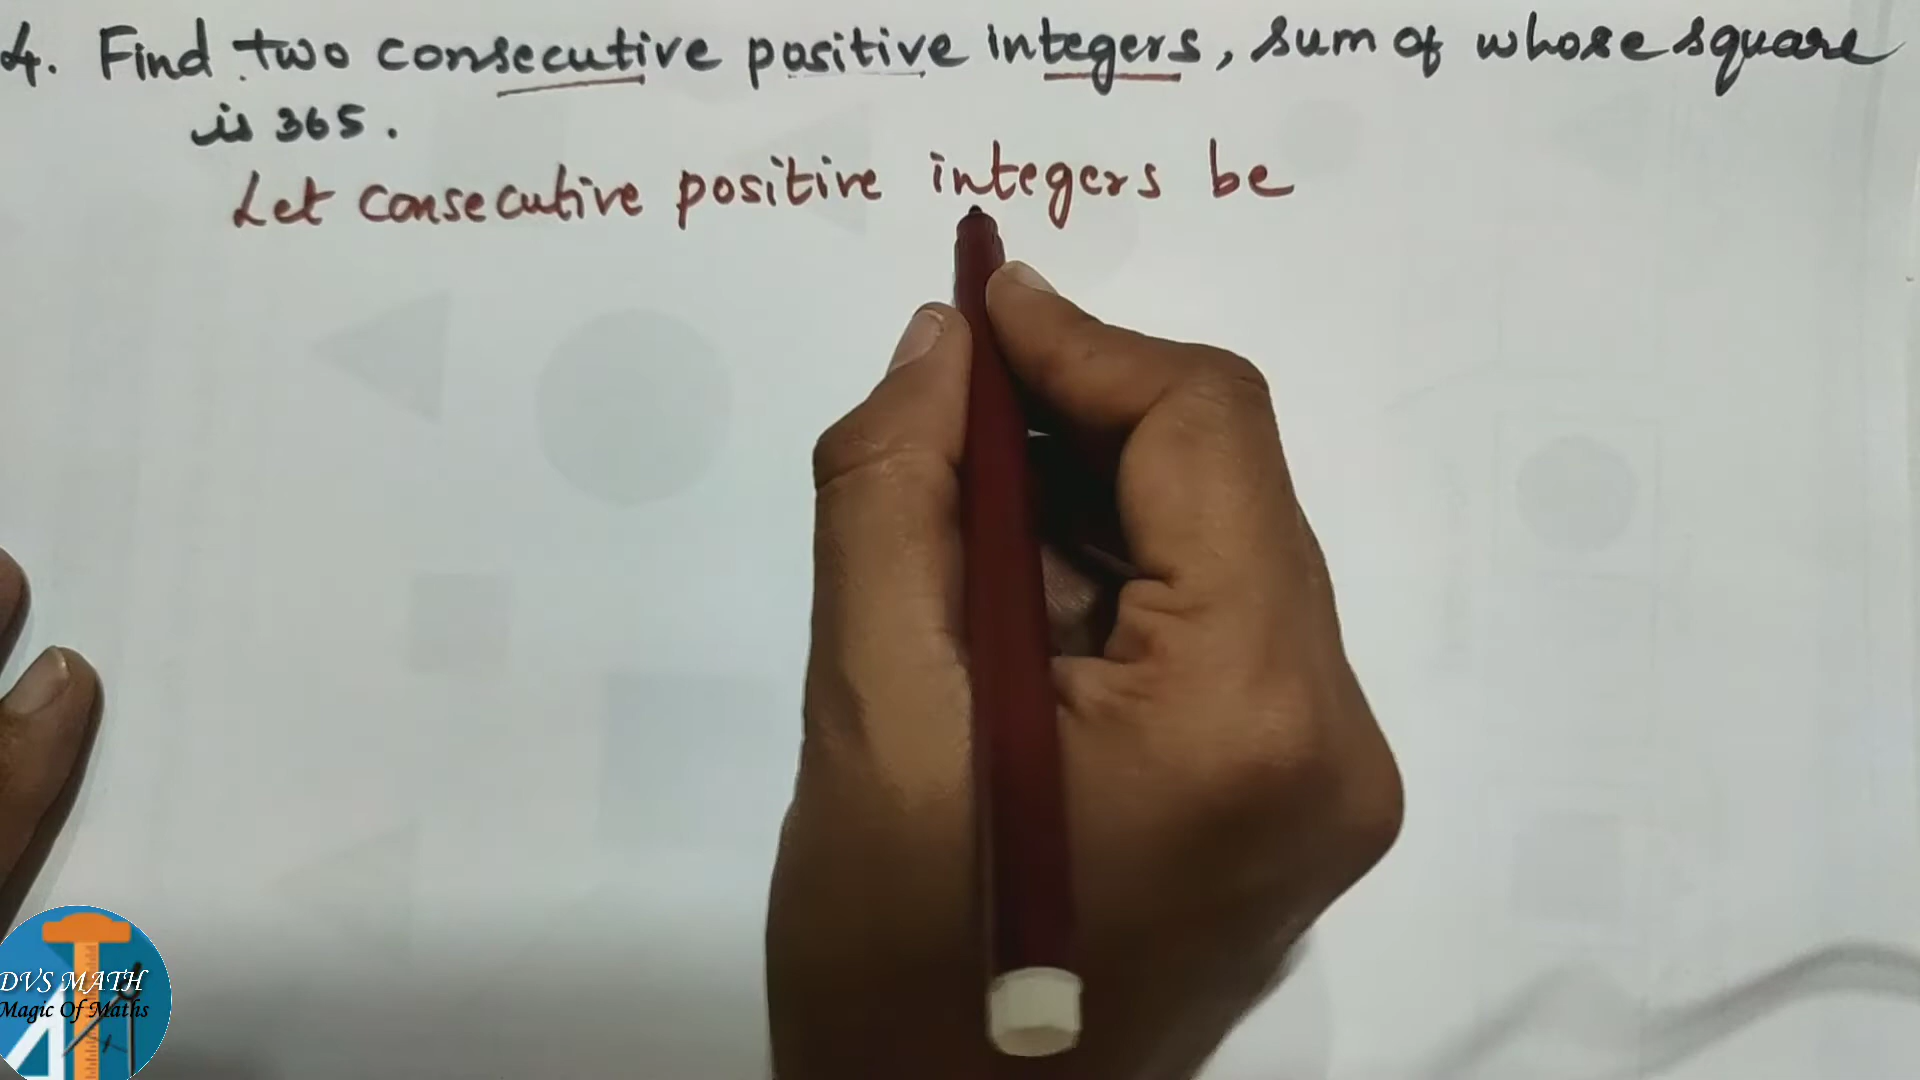 4. Find two consecutive positive integers, sum of whose square
is 365.
Let consecutive positive integers be
DVS MATH
Magic Of Maths